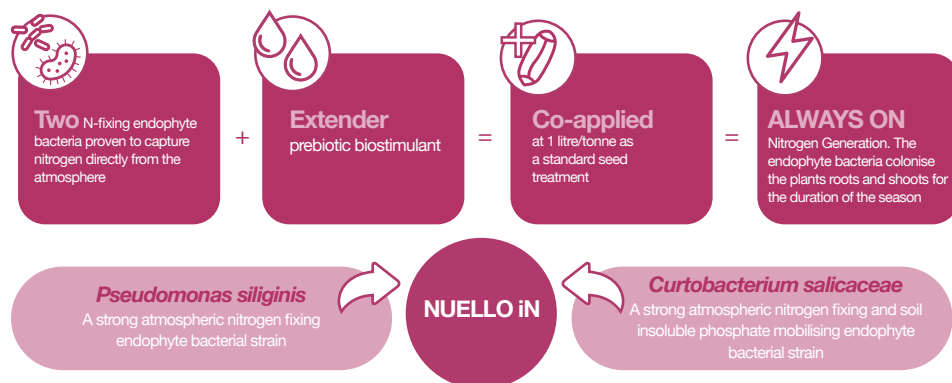 Two N-fixing endophyte
bacteria proven to capture
nitrogen directly from the
atmosphere
+
Extender
prebiotic biostimulant
=
Co-applied
at 1 litre/tonne as
a standard seed
treatment
=
ALWAYS ON
Nitrogen Generation. The
endophyte bacteria colonise
the plants roots and shoots for
the duration of the season
Pseudomonas siliginis
A strong atmospheric nitrogen fixing
endophyte bacterial strain
NUELLO iN
Curtobacterium salicaceae
A strong atmospheric nitrogen fixing and soil
insoluble phosphate mobilising endophyte
bacterial strain